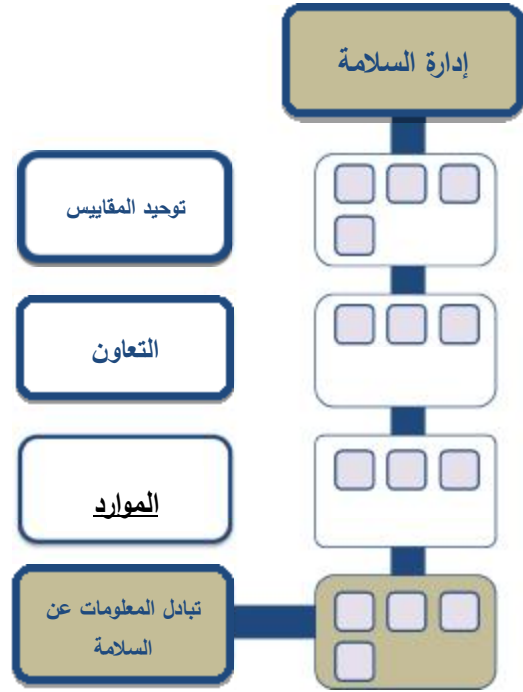 إدارة السلامة
توحيد المقاييس
التعاون
الموارد
تبادل المعلومات عن
السلامة